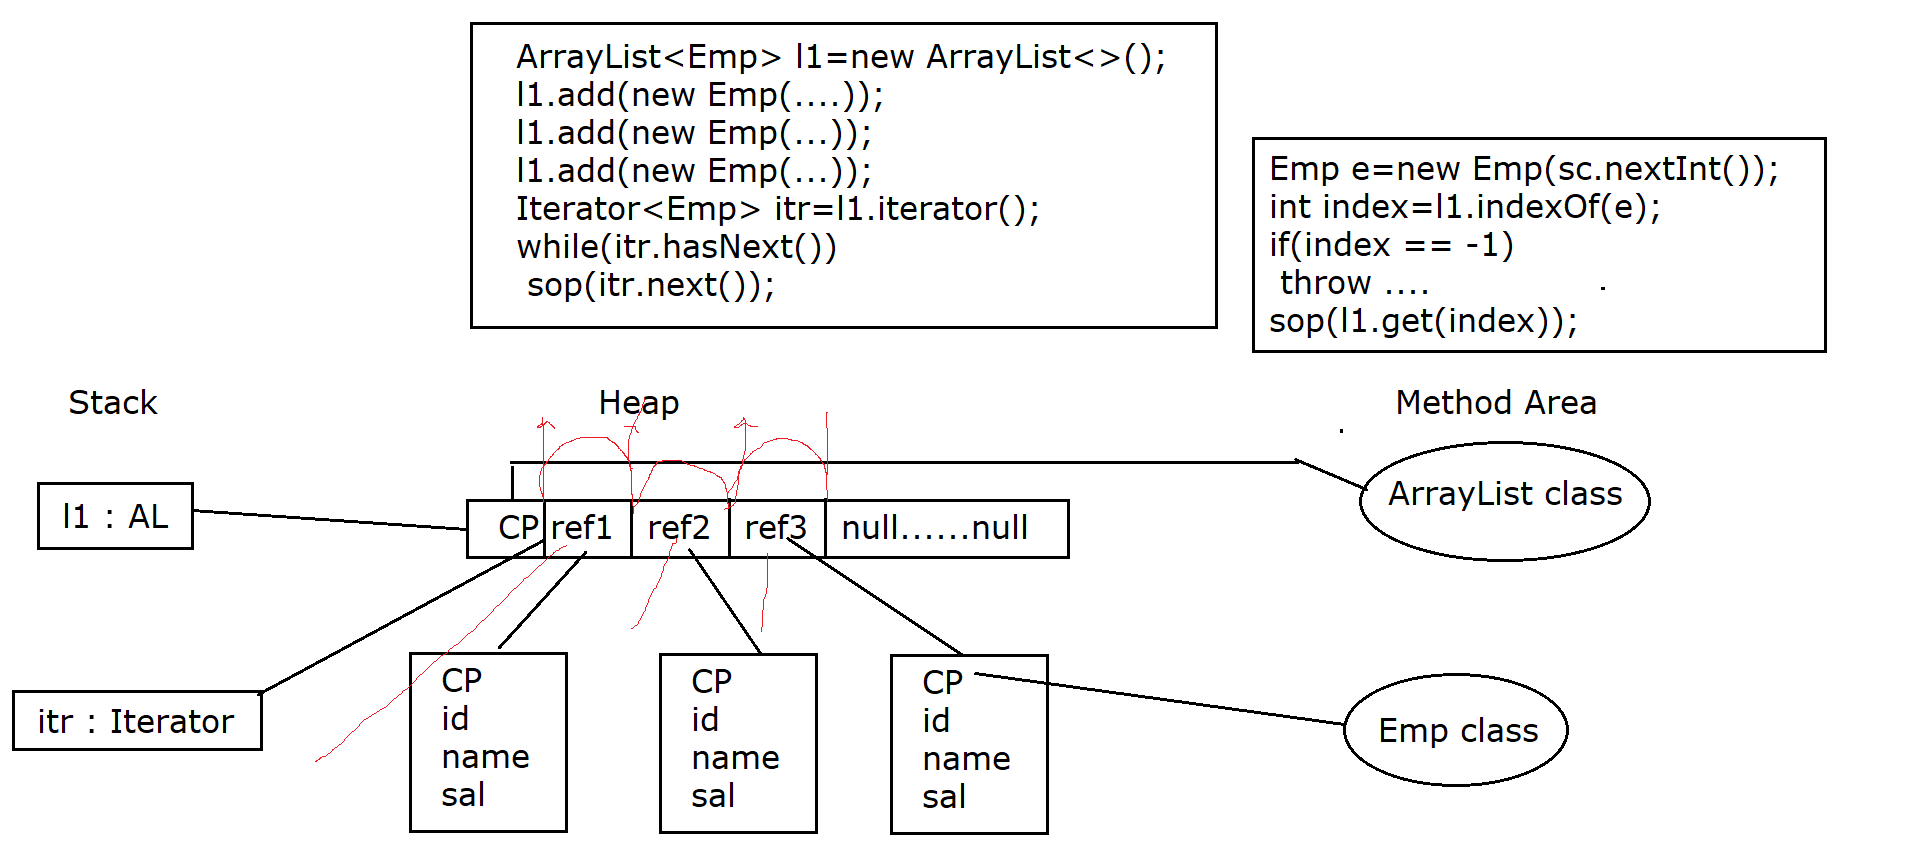 ArrayList<Emp> l1=new ArrayList<>();
l1.add(new Emp(....));
l1.add(new Emp(...));
l1.add(new Emp(...));
Iterator<Emp> itr=l1.iterator();
while(itr.hasNext())
sop(itr.next());
Emp e=new Emp(sc.nextInt());
int index=l1.indexOf(e);
if(index == -1)
throw ....
sop(l1.get(index));
Stack
Heap
Method Area
l1 : AL
CP
ref1
ref2
ref3
null......null
ArrayList class
itr : Iterator
CP
id
name
sal
CP
id
name
sal
CP
id
name
sal
Emp class